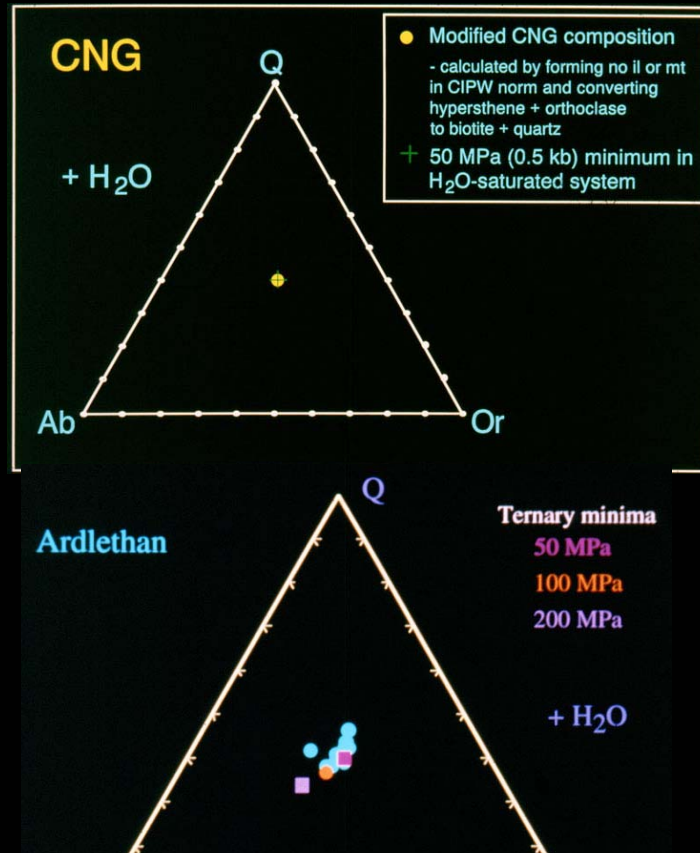 CNG
Q
+ H₂O
Modified CNG composition
- calculated by forming no il or mt
in CIPW norm and converting
hypersthene + orthoclase
to biotite + quartz
50 MPa (0.5 kb) minimum in
H₂O-saturated system
Ab
Or
Q
Ardlethan
Ternary minima
50 MPa
100 MPa
200 MPa
+ H₂O